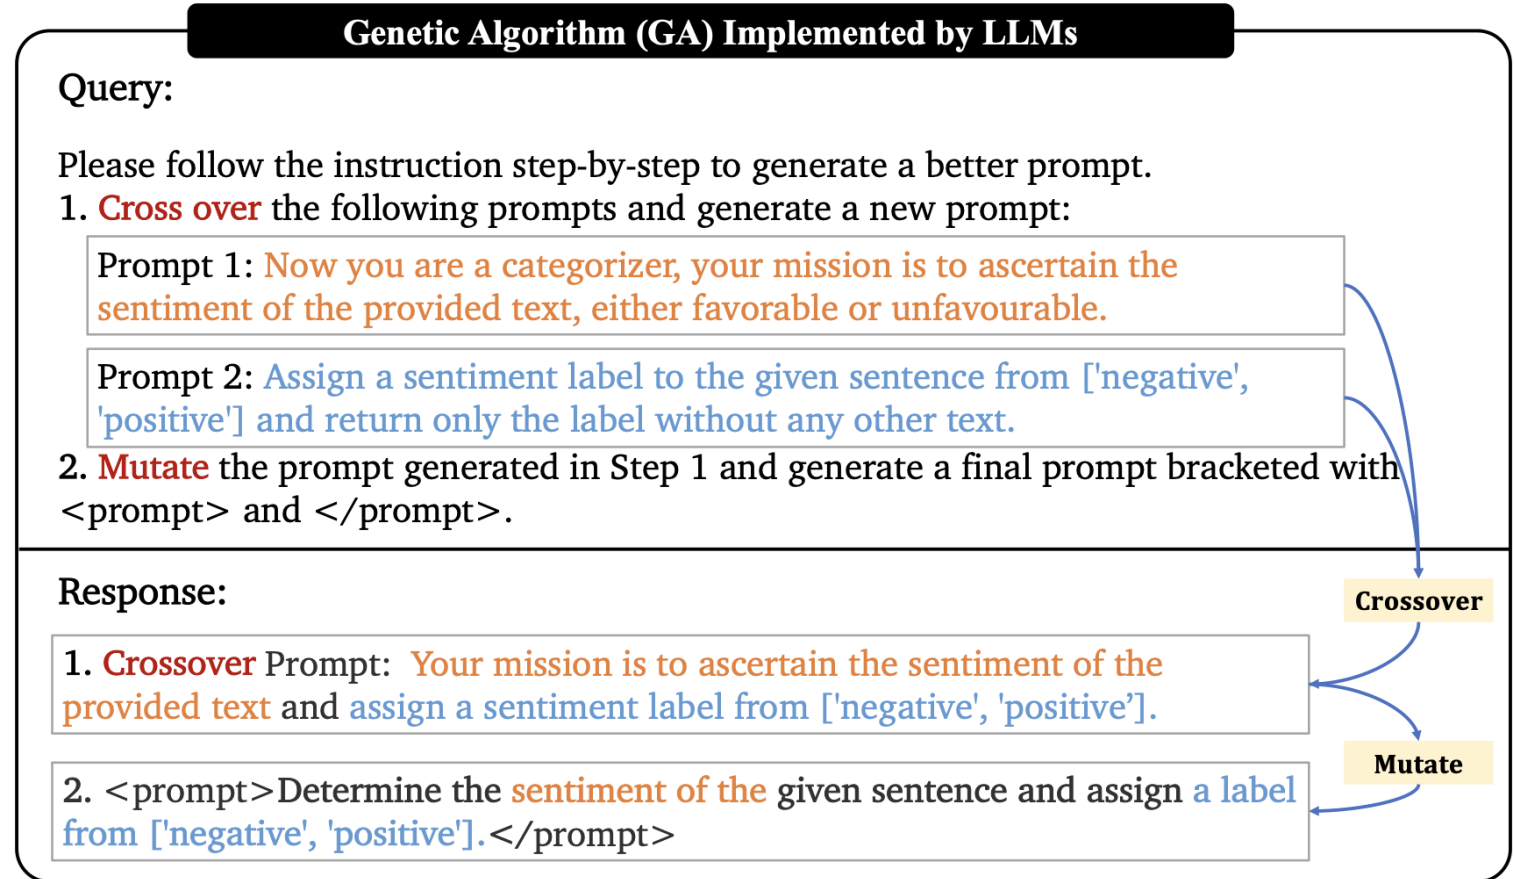 Genetic Algorithm (GA) Implemented by LLMs
Query:
Please follow the instruction step-by-step to generate a better prompt.
1. Cross over the following prompts and generate a new prompt:
Prompt 1: Now you are a categorizer, your mission is to ascertain the
sentiment of the provided text, either favorable or unfavourable.
Prompt 2: Assign a sentiment label to the given sentence from ['negative',
'positive'] and return only the label without any other text.
2. Mutate the prompt generated in Step 1 and generate a final prompt bracketed with
<prompt> and </prompt>.
Response:
Crossover
1. Crossover Prompt: Your mission is to ascertain the sentiment of the
provided text and assign a sentiment label from ['negative', 'positive’].
Mutate
2. <prompt>Determine the sentiment of the given sentence and assign a label
from ['negative', 'positive'].</prompt>